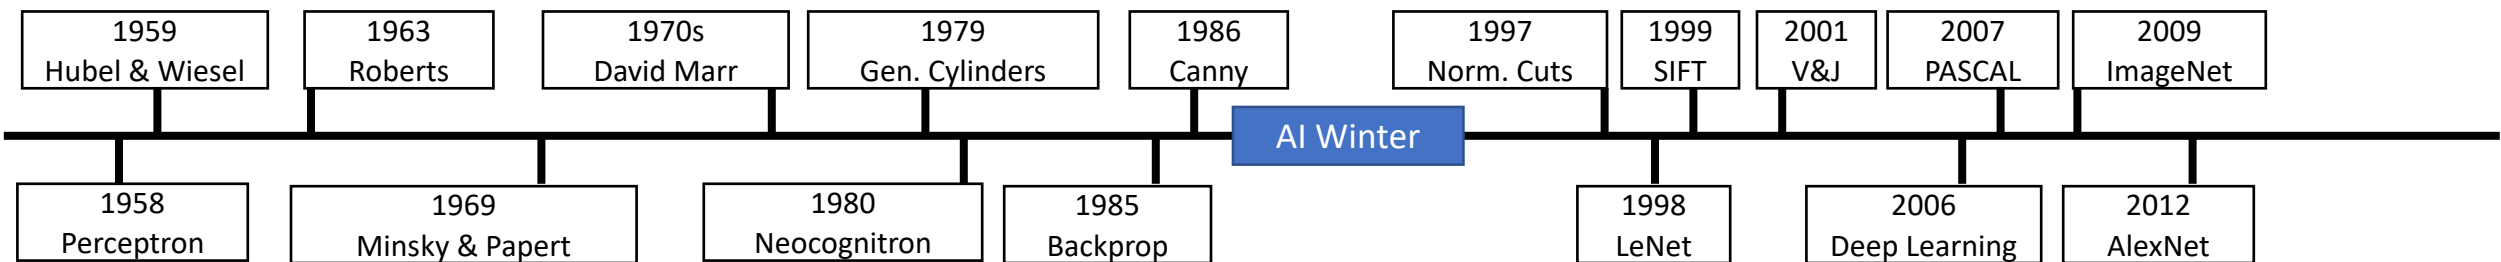 1959
Hubel & Wiesel
1963
Roberts
1970s
David Marr
1979
Gen. Cylinders
1986
Canny
1997
Norm. Cuts
1999
SIFT
2001
V&J
2007
PASCAL
2009
ImageNet
AI Winter
1958
Perceptron
1969
Minsky & Papert
1980
Neocognitron
1985
Backprop
1998
LeNet
2006
Deep Learning
2012
AlexNet